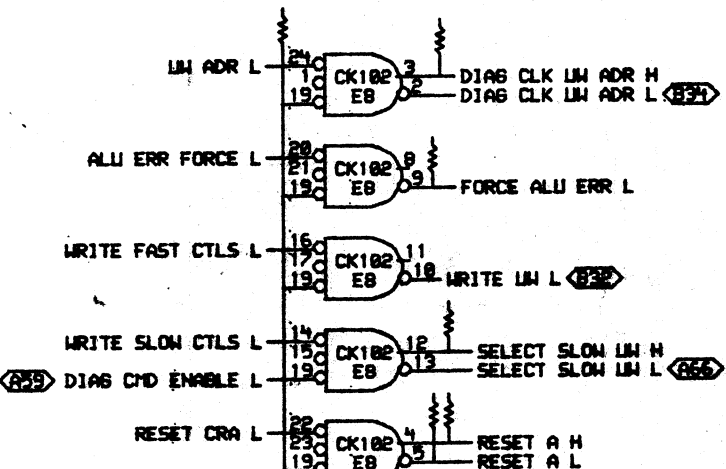 UW ADR L 24 1 19 CK102 E8 3 2 DIAG CLK UW ADR H
DIAG CLK UW ADR L B34
ALU ERR FORCE L 20 21 19 CK102 E8 8 9
FORCE ALU ERR L
WRITE FAST CTLS L 16 17 19 CK102 E8 11 10
WRITE UW L B32
WRITE SLOW CTLS L 14 15 CK102 E8 12 13 SELECT SLOW UW H
A59 DIAG CMD ENABLE L 19 SELECT SLOW UW L A66
RESET CRA L 22 23 19 CK102 E8 4 5 RESET A H
RESET A L